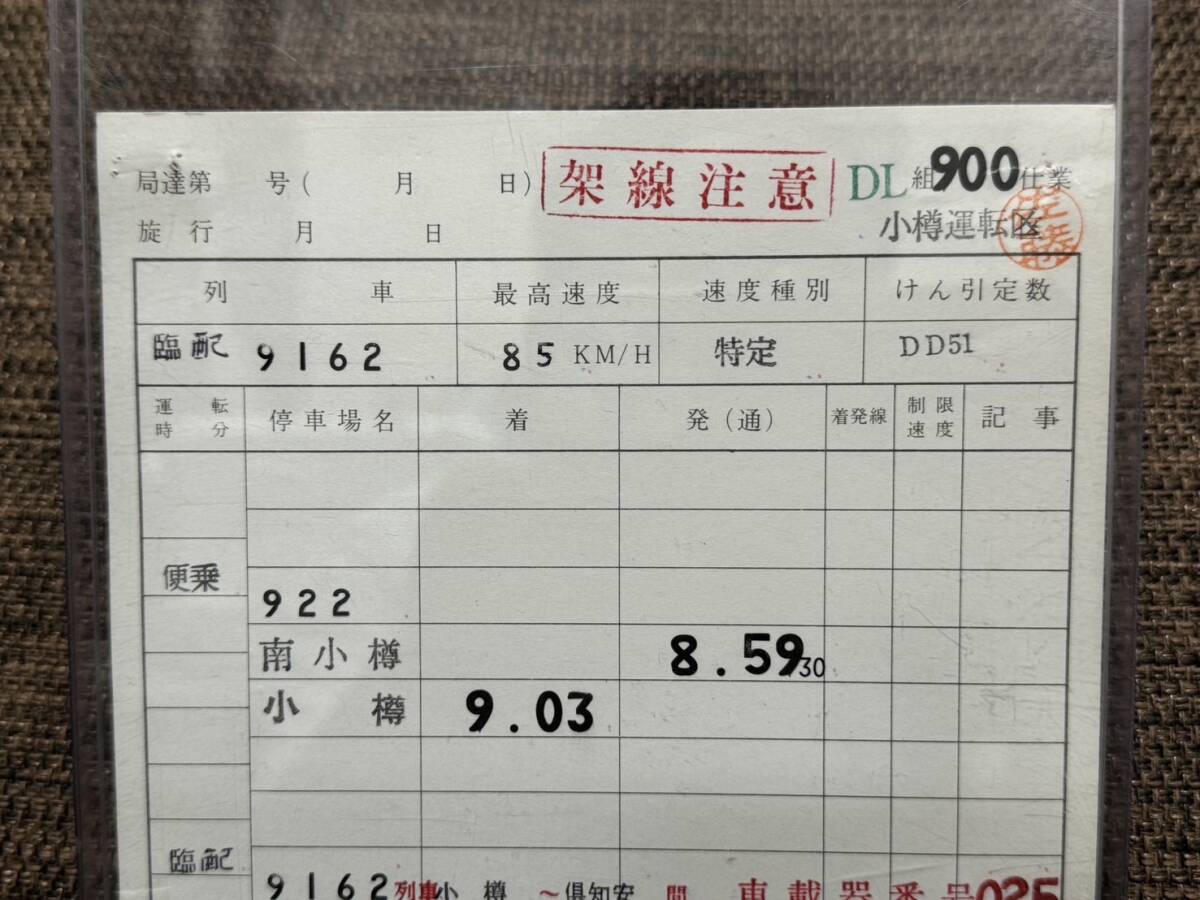 局達第 号( 月 日) 架線注意 DL 組 900 仕業
施行 月 日 小樽運転区
佐藤
列 車 最高速度 速度種別 けん引定数
臨配 9162 85 KM/H 特定 DD51
運転時分 停車場名 着 発(通) 着発線 制限速度 記事
便乗
922
南小樽 8.59 30
小樽 9.03
臨配
9162 列車 小樽 ～ 倶知安 間 車載器番号 025